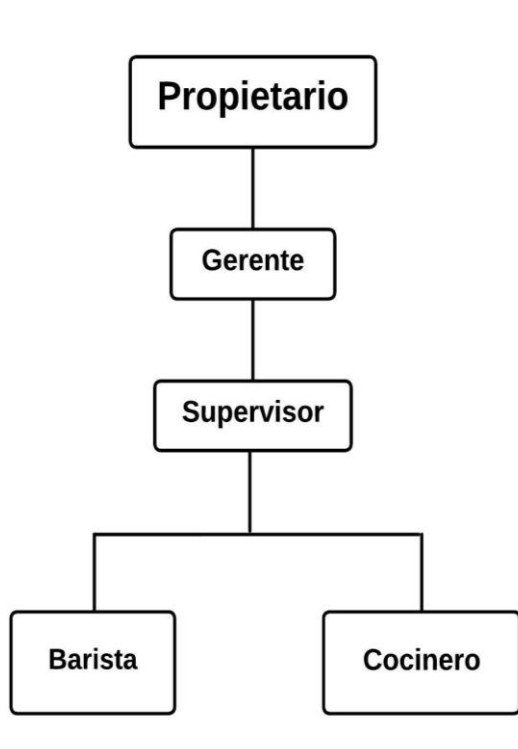 Propietario
Gerente
Supervisor
Barista
Cocinero